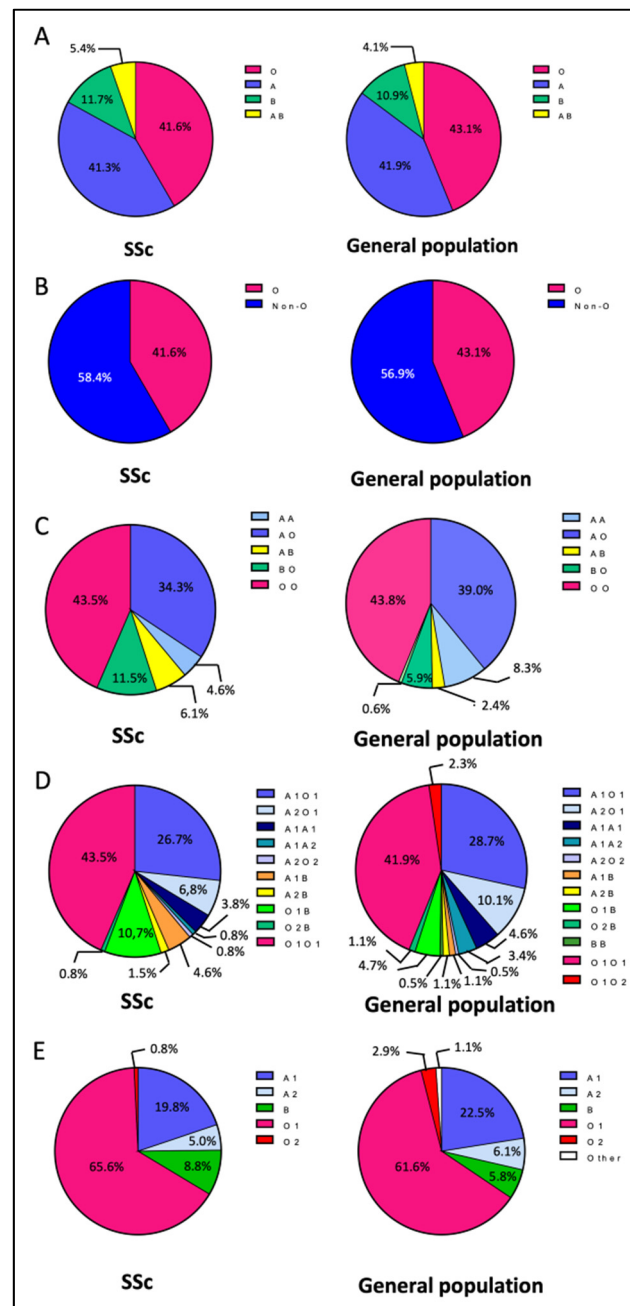 A
5.4%
11.7%
41.6%
41.3%
O
A
B
AB
SSc
4.1%
10.9%
43.1%
41.9%
O
A
B
AB
General population
B
58.4%
41.6%
O
Non-O
SSc
56.9%
43.1%
O
Non-O
General population
C
43.5%
34.3%
11.5%
4.6%
6.1%
AA
AO
AB
BO
OO
SSc
43.8%
39.0%
0.6%
5.9%
8.3%
2.4%
AA
AO
AB
BO
OO
General population
D
43.5%
26.7%
6,8%
3.8%
0.8%
0.8%
10,7%
0.8%
1.5%
4.6%
A1O1
A2O1
A1A1
A1A2
A2O2
A1B
A2B
O1B
O2B
O1O1
SSc
2.3%
41.9%
28.7%
10.1%
4.6%
3.4%
0.5%
1.1%
1.1%
0.5%
4.7%
1.1%
A1O1
A2O1
A1A1
A1A2
A2O2
A1B
A2B
O1B
O2B
BB
O1O1
O1O2
General population
E
0.8%
19.8%
5.0%
8.8%
65.6%
A1
A2
B
O1
O2
SSc
2.9%
1.1%
22.5%
6.1%
5.8%
61.6%
A1
A2
B
O1
O2
Other
General population